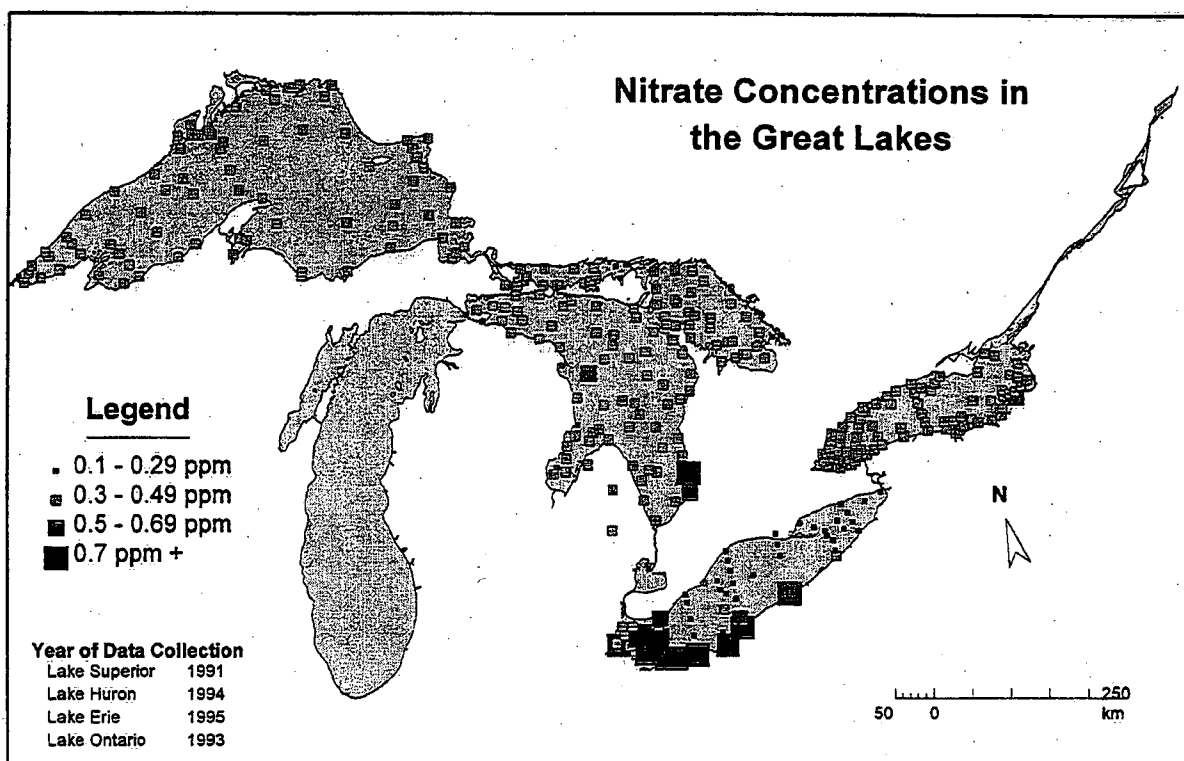 Nitrate Concentrations in
the Great Lakes
Legend
0.1 - 0.29 ppm
0.3 - 0.49 ppm
0.5 - 0.69 ppm
0.7 ppm +
N
Year of Data Collection
Lake Superior 1991
Lake Huron 1994
Lake Erie 1995
Lake Ontario 1993
250
50 0 km